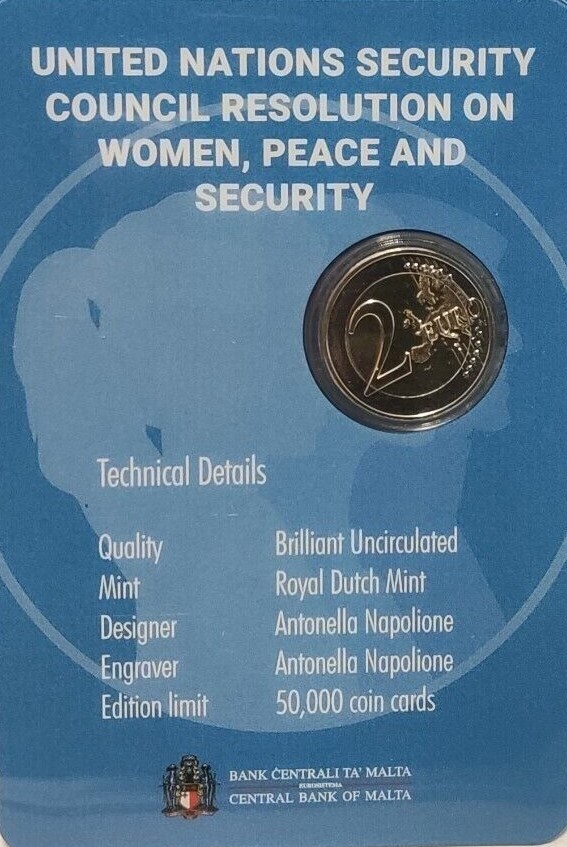 UNITED NATIONS SECURITY
COUNCIL RESOLUTION ON
WOMEN, PEACE AND
SECURITY
2 EURO
Technical Details
Quality Brilliant Uncirculated
Mint Royal Dutch Mint
Designer Antonella Napolione
Engraver Antonella Napolione
Edition limit 50,000 coin cards
BANK ĊENTRALI TA' MALTA
EUROSISTEMA
CENTRAL BANK OF MALTA